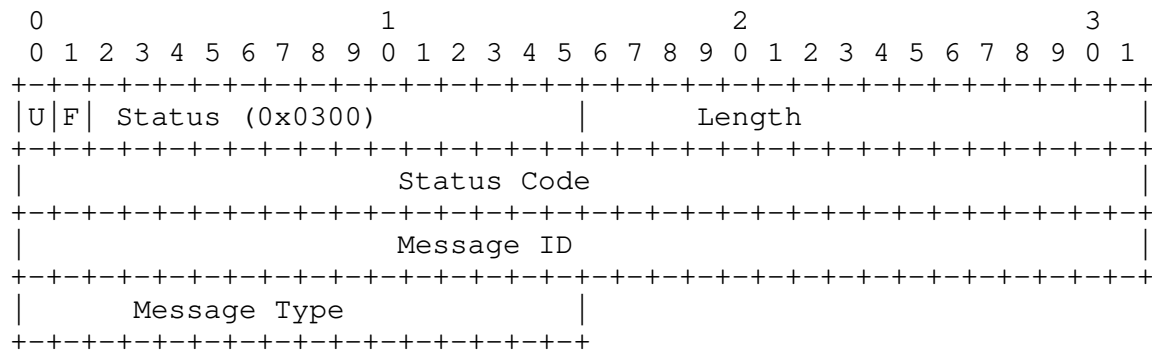 0                   1                   2                   3
 0 1 2 3 4 5 6 7 8 9 0 1 2 3 4 5 6 7 8 9 0 1 2 3 4 5 6 7 8 9 0 1
+-+-+-+-+-+-+-+-+-+-+-+-+-+-+-+-+-+-+-+-+-+-+-+-+-+-+-+-+-+-+-+-+
|U|F| Status (0x0300)           |      Length                   |
+-+-+-+-+-+-+-+-+-+-+-+-+-+-+-+-+-+-+-+-+-+-+-+-+-+-+-+-+-+-+-+-+
|                     Status Code                               |
+-+-+-+-+-+-+-+-+-+-+-+-+-+-+-+-+-+-+-+-+-+-+-+-+-+-+-+-+-+-+-+-+
|                     Message ID                                |
+-+-+-+-+-+-+-+-+-+-+-+-+-+-+-+-+-+-+-+-+-+-+-+-+-+-+-+-+-+-+-+-+
|      Message Type             |
+-+-+-+-+-+-+-+-+-+-+-+-+-+-+-+-+